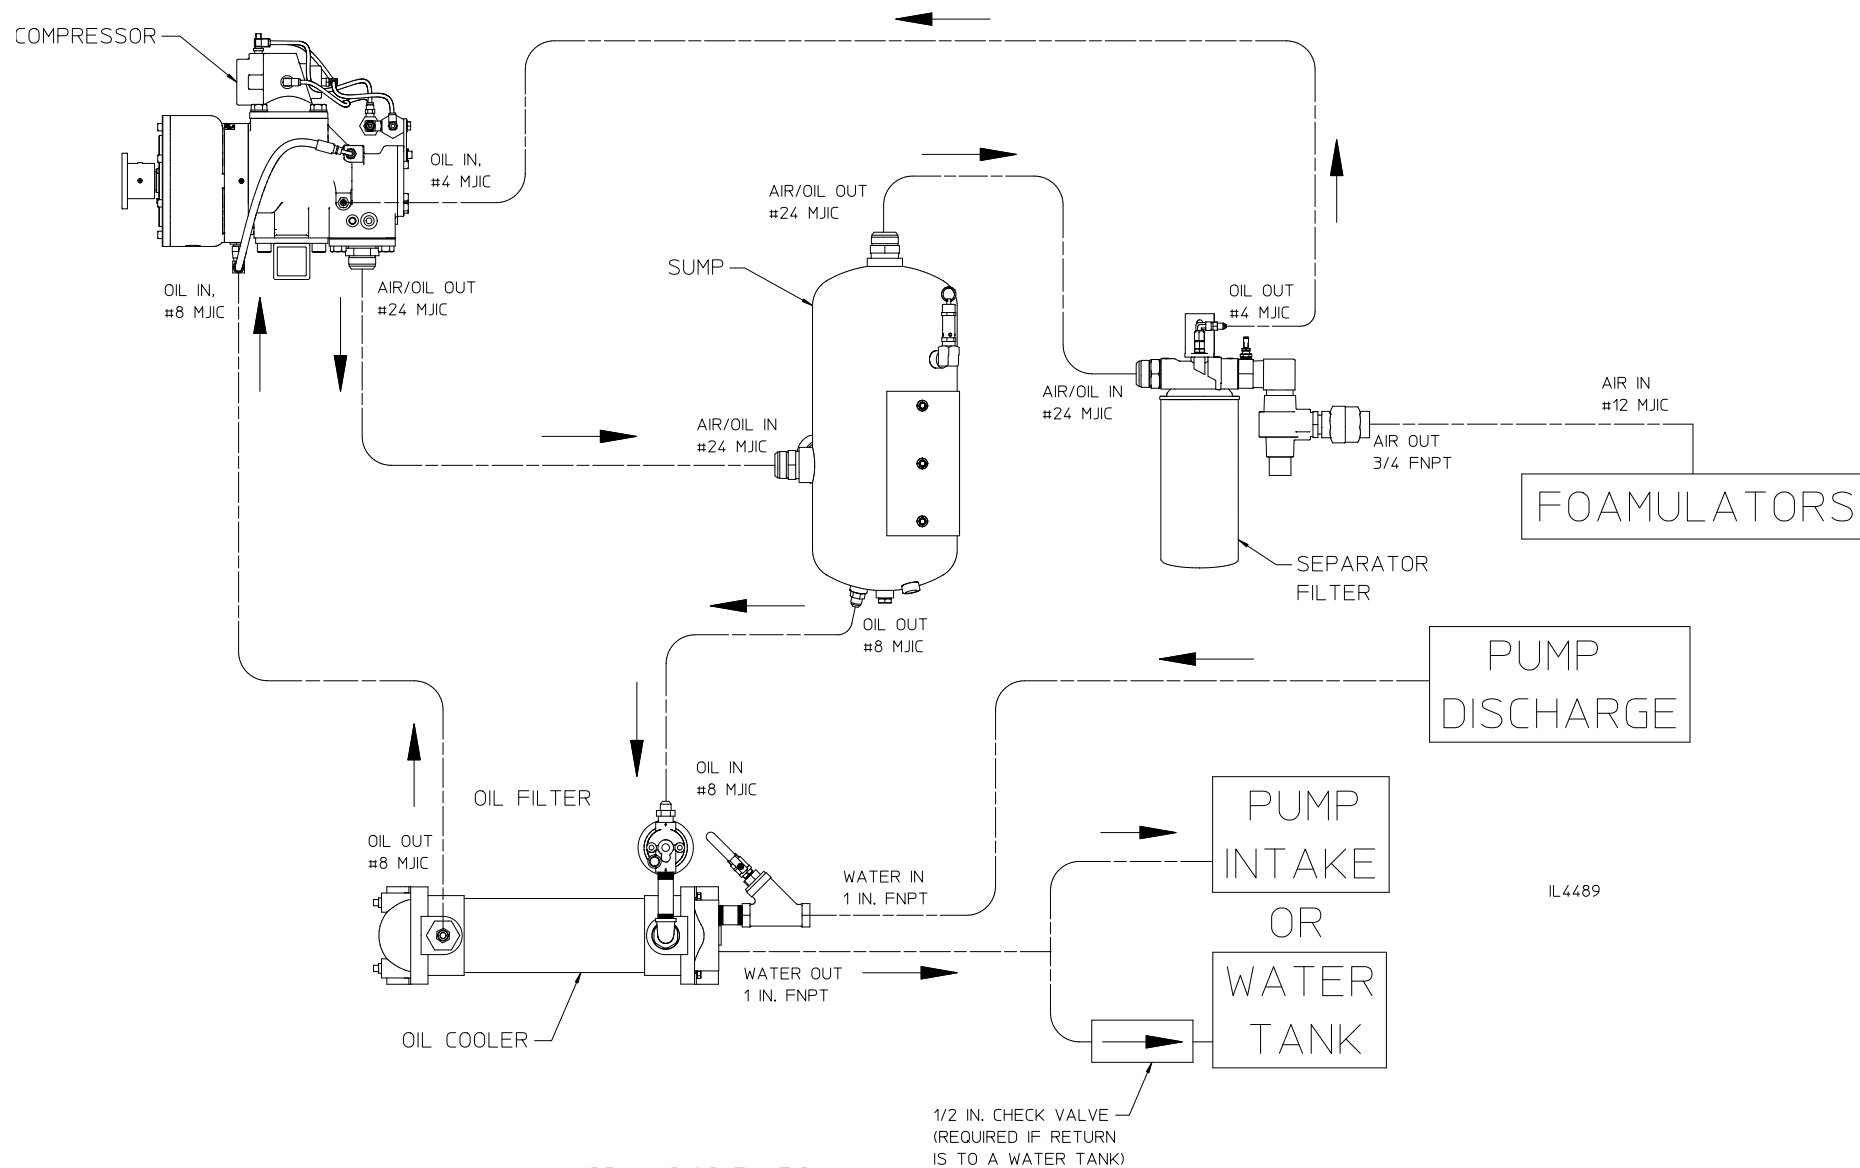 COMPRESSOR
OIL IN,
#4 MJIC
AIR/OIL OUT
#24 MJIC
SUMP
OIL IN,
#8 MJIC
AIR/OIL OUT
#24 MJIC
OIL OUT
#4 MJIC
AIR/OIL IN
#24 MJIC
AIR IN
#12 MJIC
AIR/OIL IN
#24 MJIC
AIR OUT
3/4 FNPT
FOAMULATORS
SEPARATOR
FILTER
OIL OUT
#8 MJIC
PUMP
DISCHARGE
OIL IN
#8 MJIC
OIL FILTER
OIL OUT
#8 MJIC
PUMP
INTAKE
WATER IN
1 IN. FNPT
IL4489
OR
WATER OUT
1 IN. FNPT
WATER
TANK
OIL COOLER
1/2 IN. CHECK VALVE
(REQUIRED IF RETURN
IS TO A WATER TANK)